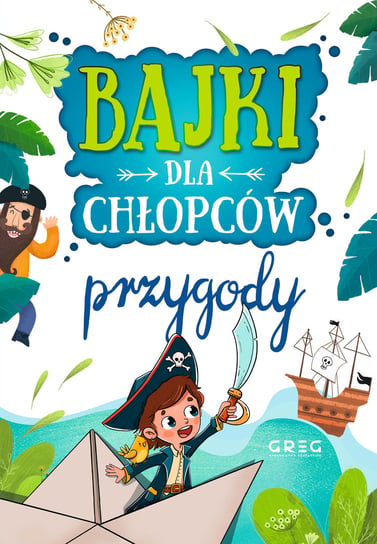 BAJKI
DLA
CHŁOPCÓW
przygody
GREG